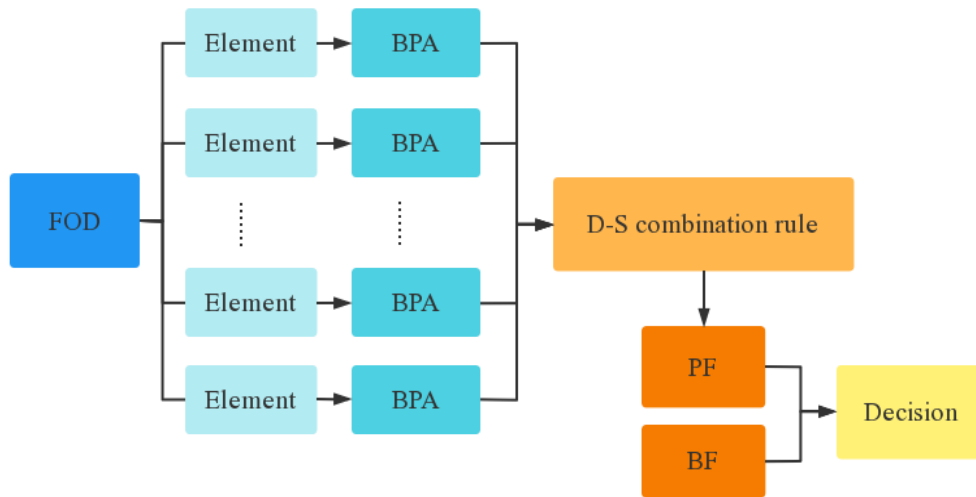 FOD
Element
BPA
Element
BPA
Element
BPA
Element
BPA
D-S combination rule
PF
BF
Decision